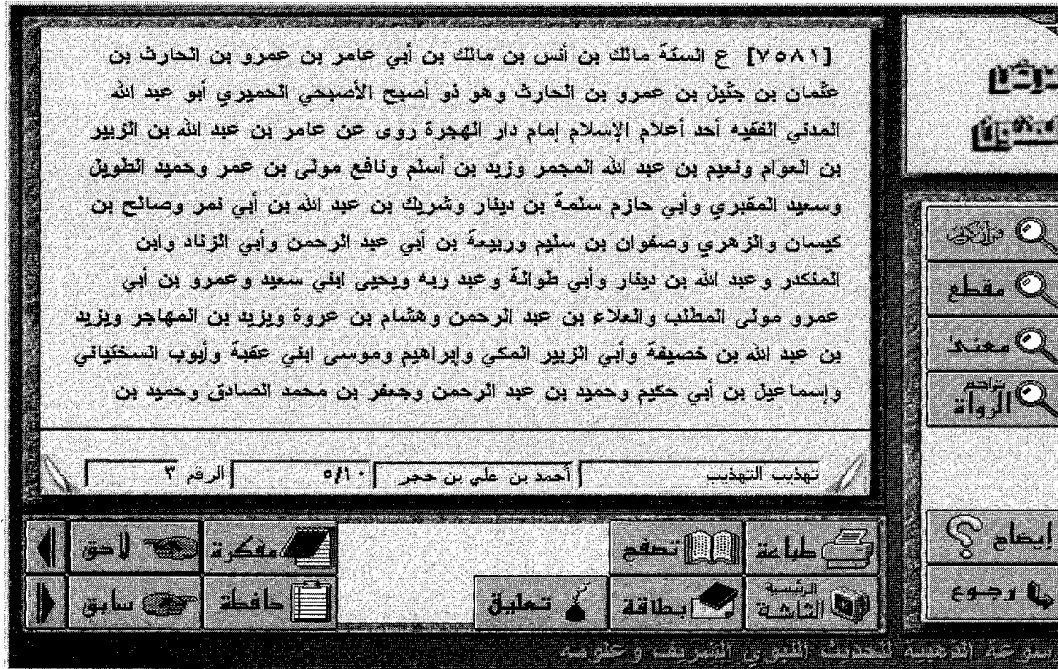 [٧٥٨١] ع الستة مالك بن أنس بن مالك بن أبي عامر بن عمرو بن الحارث بن
عثمان بن جثيل بن عمرو بن الحارث وهو ذو أصبح الأصبحي الحميري أبو عبد الله
المدني الفقيه أحد أعلام الإسلام إمام دار الهجرة روى عن عامر بن عبد الله بن الزبير
بن العوام ونعيم بن عبد الله المجمر وزيد بن أسلم ونافع مولى بن عمر وحميد الطويل
وسعيد المقبري وأبي حازم سلمة بن دينار وشريك بن عبد الله بن أبي نمر وصالح بن
كيسان والزهري وصفوان بن سليم وربيعة بن أبي عبد الرحمن وأبي الزناد وابن
المنكدر وعبد الله بن دينار وأبي طوالة وعبد ربه ويحيى ابني سعيد وعمرو بن أبي
عمرو مولى المطلب والعلاء بن عبد الرحمن وهشام بن عروة ويزيد بن المهاجر ويزيد
بن عبد الله بن خصيفة وأبي الزبير المكي وإبراهيم وموسى ابني عقبة وأيوب السختياني
وإسماعيل بن أبي حكيم وحميد بن عبد الرحمن وجعفر بن محمد الصادق وحميد بن
تهذيب التهذيب أحمد بن علي بن حجر ٥/١٠ الرقم ٣
قرآن كريم
مقطع
معنى
تراجم الرواة
إيضاح
رجوع
طباعة تصفح مفكرة لاحق
الرئيسة الشاشة بطاقة تعليق حافظة سابق
الذهبية للحديث النبوي الشريف وعلومه